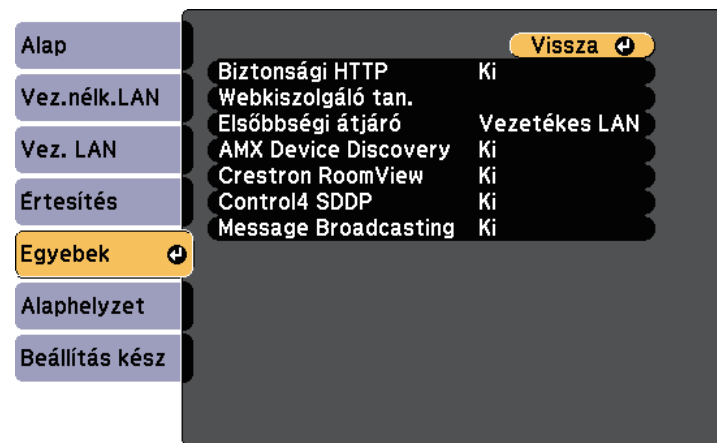 Alap
Vez.nélk.LAN
Vez. LAN
Értesítés
Egyebek
Alaphelyzet
Beállítás kész
Vissza
Biztonsági HTTP Ki
Webkiszolgáló tan.
Elsőbbségi átjáró Vezetékes LAN
AMX Device Discovery Ki
Crestron RoomView Ki
Control4 SDDP Ki
Message Broadcasting Ki